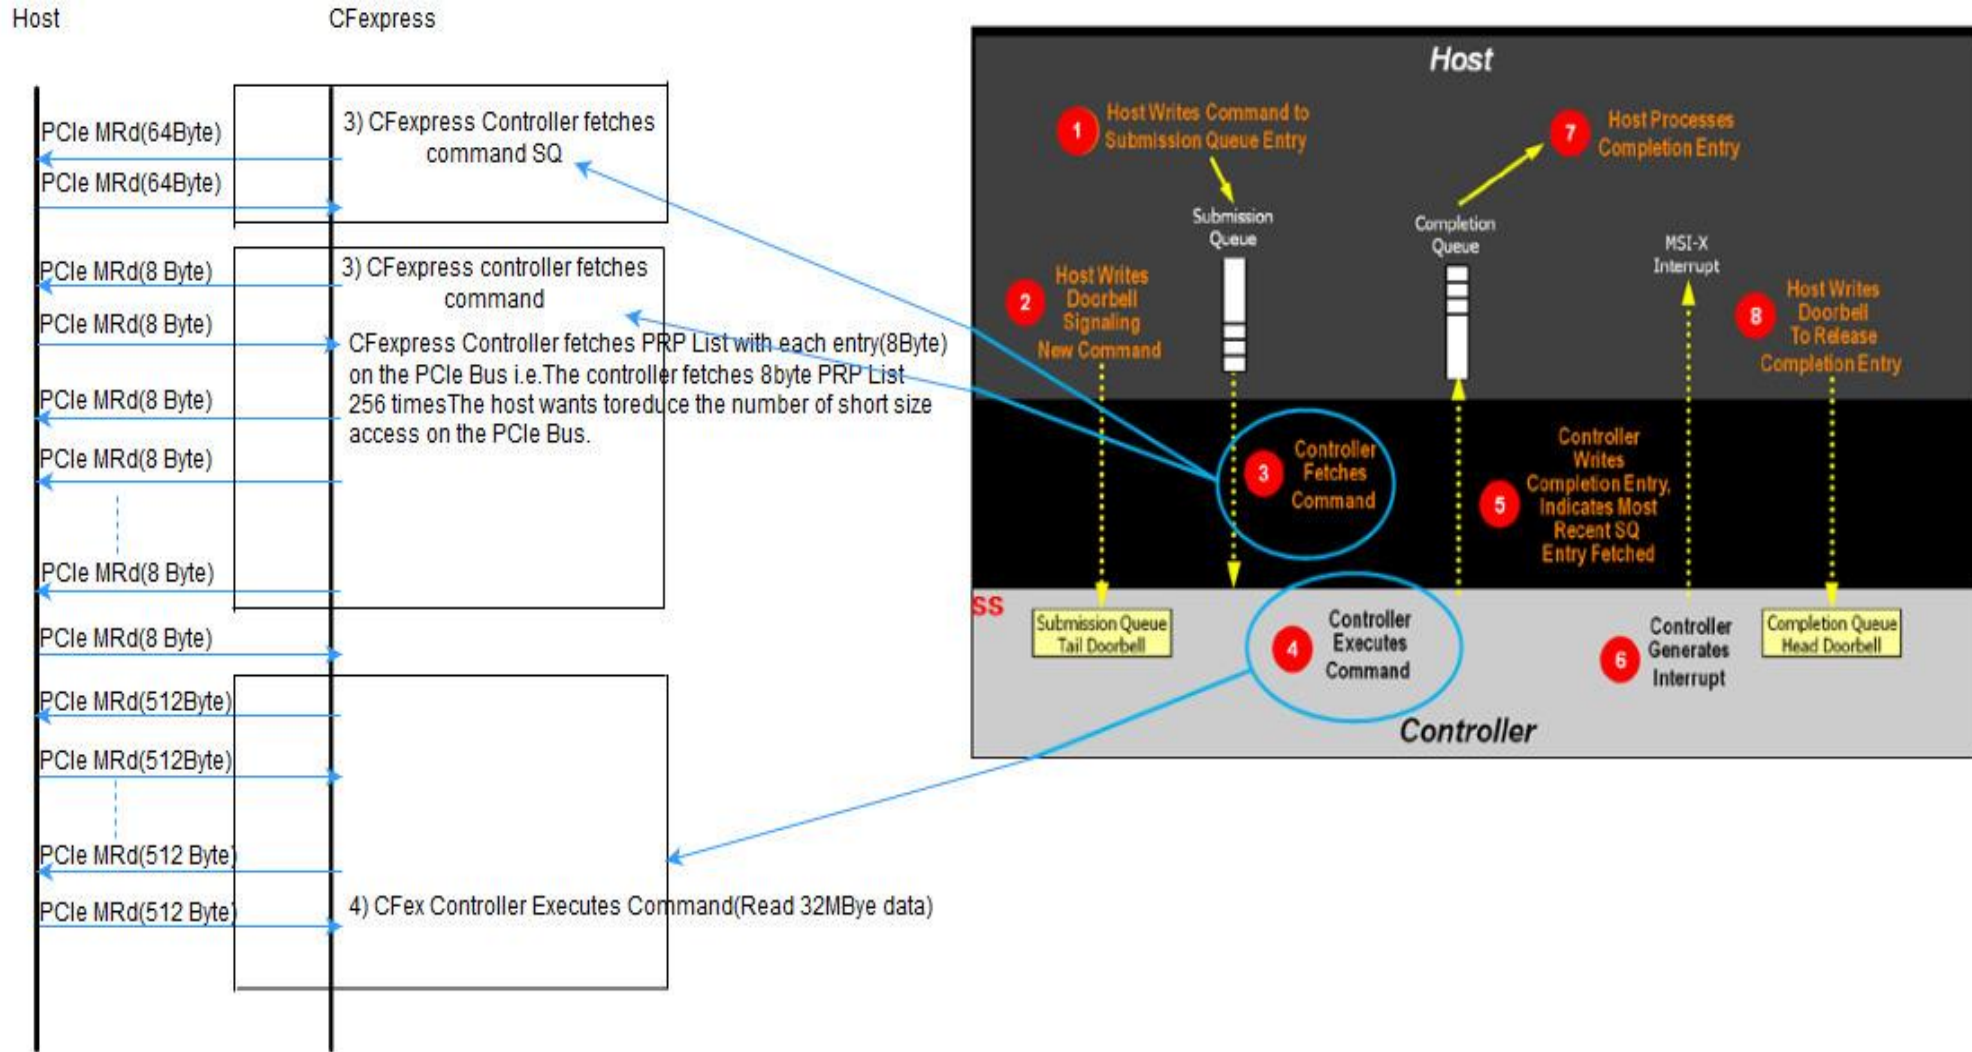 Host
CFexpress
PCIe MRd(64Byte)
PCIe MRd(64Byte)
3) CFexpress Controller fetches
command SQ
PCIe MRd(8 Byte)
PCIe MRd(8 Byte)
PCIe MRd(8 Byte)
PCIe MRd(8 Byte)
PCIe MRd(8 Byte)
3) CFexpress controller fetches
command
CFexpress Controller fetches PRP List with each entry(8Byte)
on the PCIe Bus i.e.The controller fetches 8byte PRP List
256 timesThe host wants toreduce the number of short size
access on the PCIe Bus.
PCIe MRd(8 Byte)
PCIe MRd(512Byte)
PCIe MRd(512Byte)
PCIe MRd(512 Byte)
PCIe MRd(512 Byte)
4) CFex Controller Executes Command(Read 32MBye data)
Host
1
Host Writes Command to
Submission Queue Entry
7
Host Processes
Completion Entry
Submission
Queue
Completion
Queue
MSI-X
Interrupt
2
Host Writes
Doorbell
Signaling
New Command
8
Host Writes
Doorbell
To Release
Completion Entry
3
Controller
Fetches
Command
5
Controller
Writes
Completion Entry,
Indicates Most
Recent SQ
Entry Fetched
SS
Submission Queue
Tail Doorbell
4
Controller
Executes
Command
6
Controller
Generates
Interrupt
Completion Queue
Head Doorbell
Controller